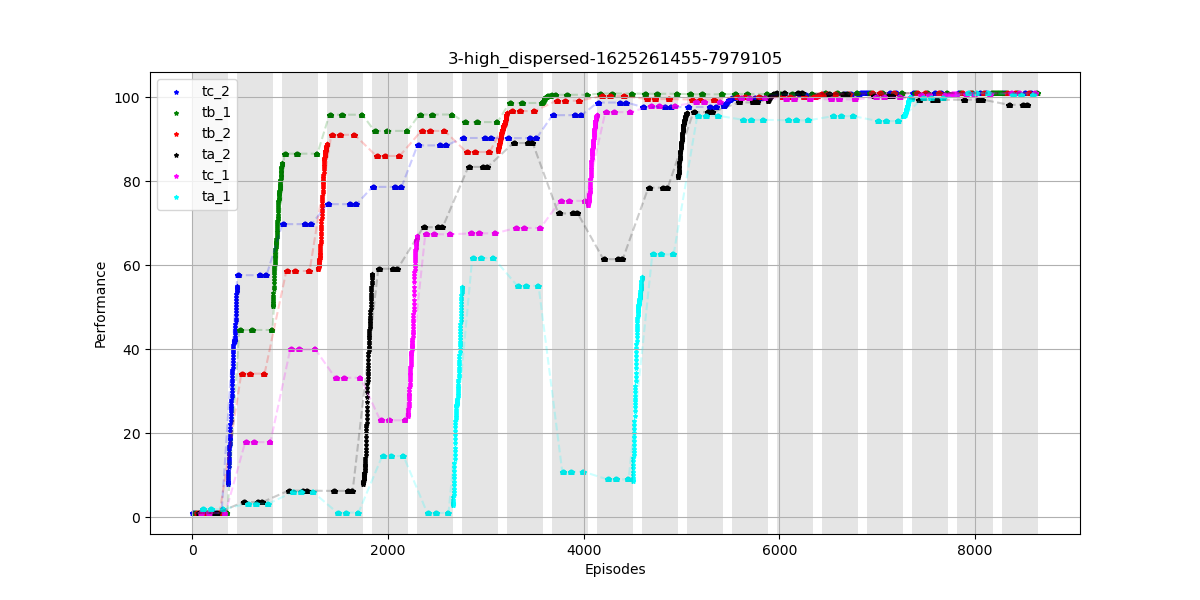 3-high_dispersed-1625261455-7979105
tc_2
tb_1
tb_2
ta_2
tc_1
ta_1
100
80
60
40
20
0
Performance
0 2000 4000 6000 8000
Episodes